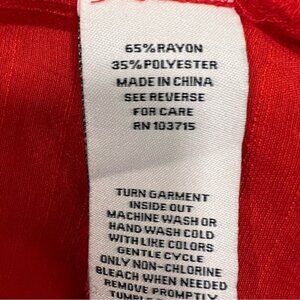 65% RAYON
35% POLYESTER
MADE IN CHINA
SEE REVERSE
FOR CARE
RN 103715
TURN GARMENT
INSIDE OUT
MACHINE WASH OR
HAND WASH COLD
WITH LIKE COLORS
GENTLE CYCLE
ONLY NON-CHLORINE
BLEACH WHEN NEEDED
REMOVE PROMPTLY